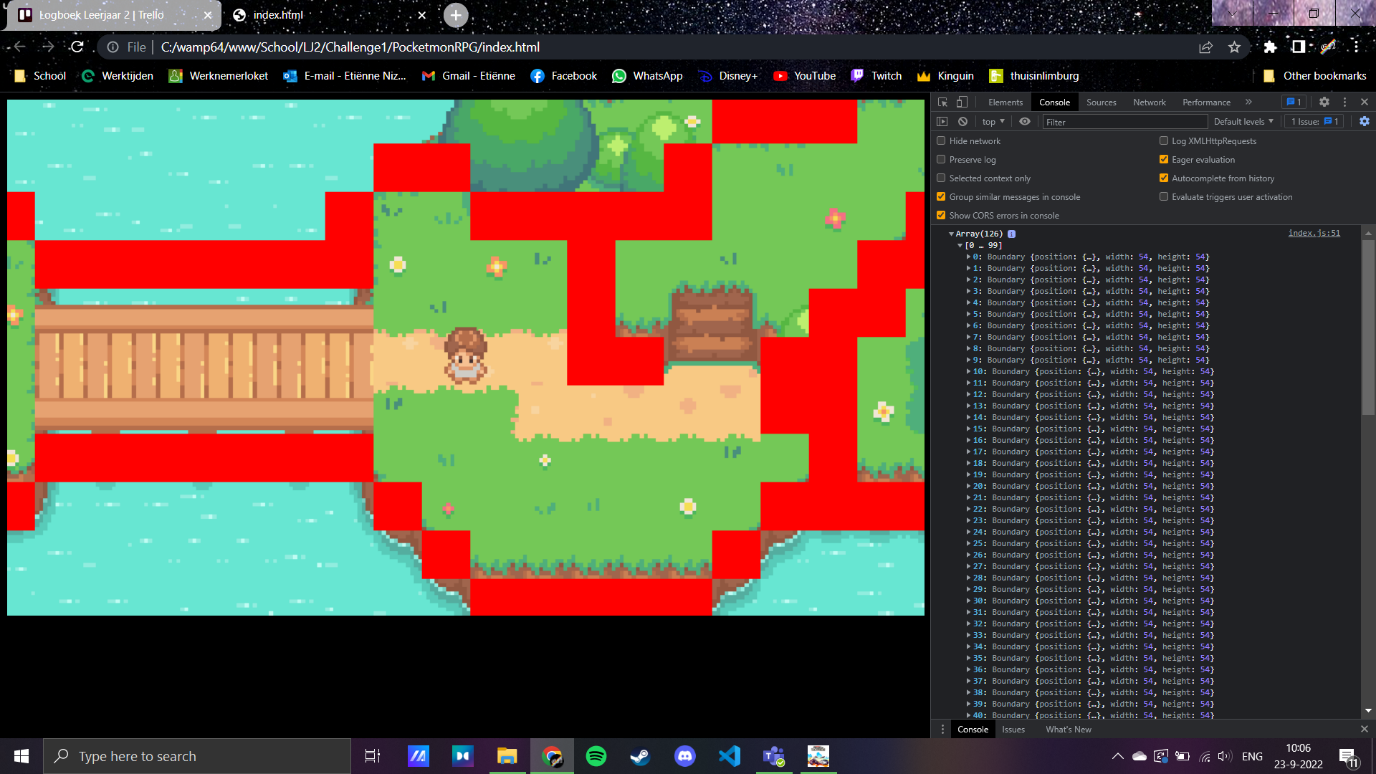 Logboek Leerjaar 2 | Trello
index.html
File | C:/wamp64/www/School/LJ2/Challenge1/PocketmonRPG/index.html
School Werktijden Werknemerloket E-mail - Etiënne Niz... Gmail - Etiënne Facebook WhatsApp Disney+ YouTube Twitch Kinguin thuisinlimburg Other bookmarks
Elements Console Sources Network Performance » 1
top Filter Default levels 1 Issue: 1
Hide network Log XMLHttpRequests
Preserve log Eager evaluation
Selected context only Autocomplete from history
Group similar messages in console Evaluate triggers user activation
Show CORS errors in console
Array(126) i index.js:51
[0 … 99]
0: Boundary {position: {…}, width: 54, height: 54}
1: Boundary {position: {…}, width: 54, height: 54}
2: Boundary {position: {…}, width: 54, height: 54}
3: Boundary {position: {…}, width: 54, height: 54}
4: Boundary {position: {…}, width: 54, height: 54}
5: Boundary {position: {…}, width: 54, height: 54}
6: Boundary {position: {…}, width: 54, height: 54}
7: Boundary {position: {…}, width: 54, height: 54}
8: Boundary {position: {…}, width: 54, height: 54}
9: Boundary {position: {…}, width: 54, height: 54}
10: Boundary {position: {…}, width: 54, height: 54}
11: Boundary {position: {…}, width: 54, height: 54}
12: Boundary {position: {…}, width: 54, height: 54}
13: Boundary {position: {…}, width: 54, height: 54}
14: Boundary {position: {…}, width: 54, height: 54}
15: Boundary {position: {…}, width: 54, height: 54}
16: Boundary {position: {…}, width: 54, height: 54}
17: Boundary {position: {…}, width: 54, height: 54}
18: Boundary {position: {…}, width: 54, height: 54}
19: Boundary {position: {…}, width: 54, height: 54}
20: Boundary {position: {…}, width: 54, height: 54}
21: Boundary {position: {…}, width: 54, height: 54}
22: Boundary {position: {…}, width: 54, height: 54}
23: Boundary {position: {…}, width: 54, height: 54}
24: Boundary {position: {…}, width: 54, height: 54}
25: Boundary {position: {…}, width: 54, height: 54}
26: Boundary {position: {…}, width: 54, height: 54}
27: Boundary {position: {…}, width: 54, height: 54}
28: Boundary {position: {…}, width: 54, height: 54}
29: Boundary {position: {…}, width: 54, height: 54}
30: Boundary {position: {…}, width: 54, height: 54}
31: Boundary {position: {…}, width: 54, height: 54}
32: Boundary {position: {…}, width: 54, height: 54}
33: Boundary {position: {…}, width: 54, height: 54}
34: Boundary {position: {…}, width: 54, height: 54}
35: Boundary {position: {…}, width: 54, height: 54}
36: Boundary {position: {…}, width: 54, height: 54}
37: Boundary {position: {…}, width: 54, height: 54}
38: Boundary {position: {…}, width: 54, height: 54}
39: Boundary {position: {…}, width: 54, height: 54}
40: Boundary {position: {…}, width: 54, height: 54}
Console Issues What's New
Type here to search
ENG
10:06
23-9-2022
11